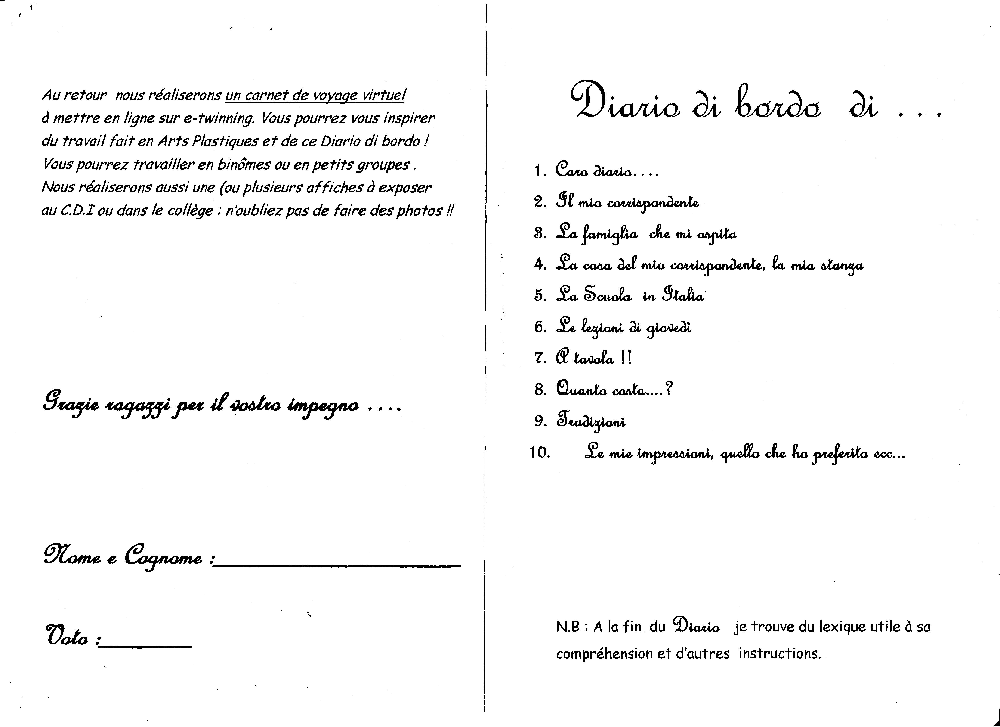 Au retour nous réaliserons un carnet de voyage virtuel
à mettre en ligne sur e-twinning. Vous pourrez vous inspirer
du travail fait en Arts Plastiques et de ce Diario di bordo !
Vous pourrez travailler en binômes ou en petits groupes .
Nous réaliserons aussi une (ou plusieurs affiches à exposer
au C.D.I ou dans le collège : n'oubliez pas de faire des photos !!
Grazie ragazzi per il vostro impegno ....
Nome e Cognome :
Voto :
Diario di bordo di ...
1. Caro diario....
2. Il mio corrispondente
3. La famiglia che mi ospita
4. La casa del mio corrispondente, la mia stanza
5. La Scuola in Italia
6. Le lezioni di giovedì
7. A tavola !!
8. Quanto costa....?
9. Tradizioni
10. Le mie impressioni, quello che ho preferito ecc...
N.B : A la fin du Diario je trouve du lexique utile à sa
compréhension et d'autres instructions.